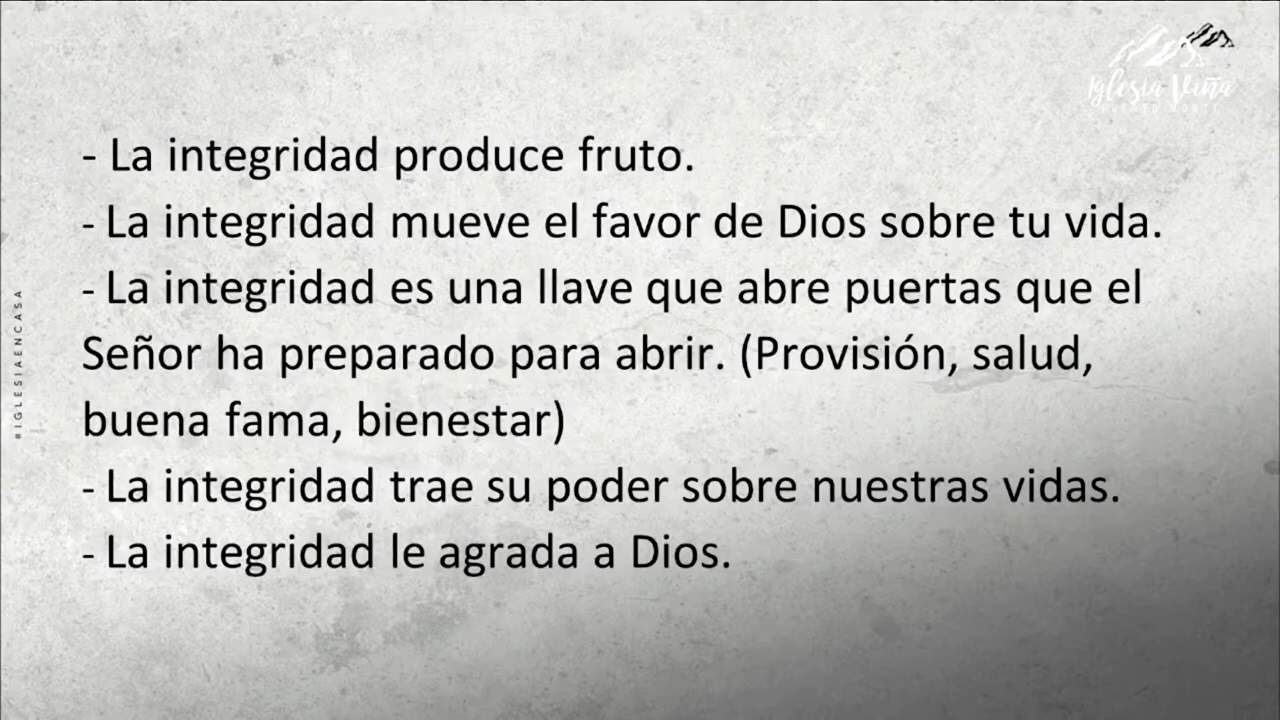 Iglesia Viña
- La integridad produce fruto.
- La integridad mueve el favor de Dios sobre tu vida.
- La integridad es una llave que abre puertas que el
Señor ha preparado para abrir. (Provisión, salud,
buena fama, bienestar)
- La integridad trae su poder sobre nuestras vidas.
- La integridad le agrada a Dios.
#IGLESIAENCASA